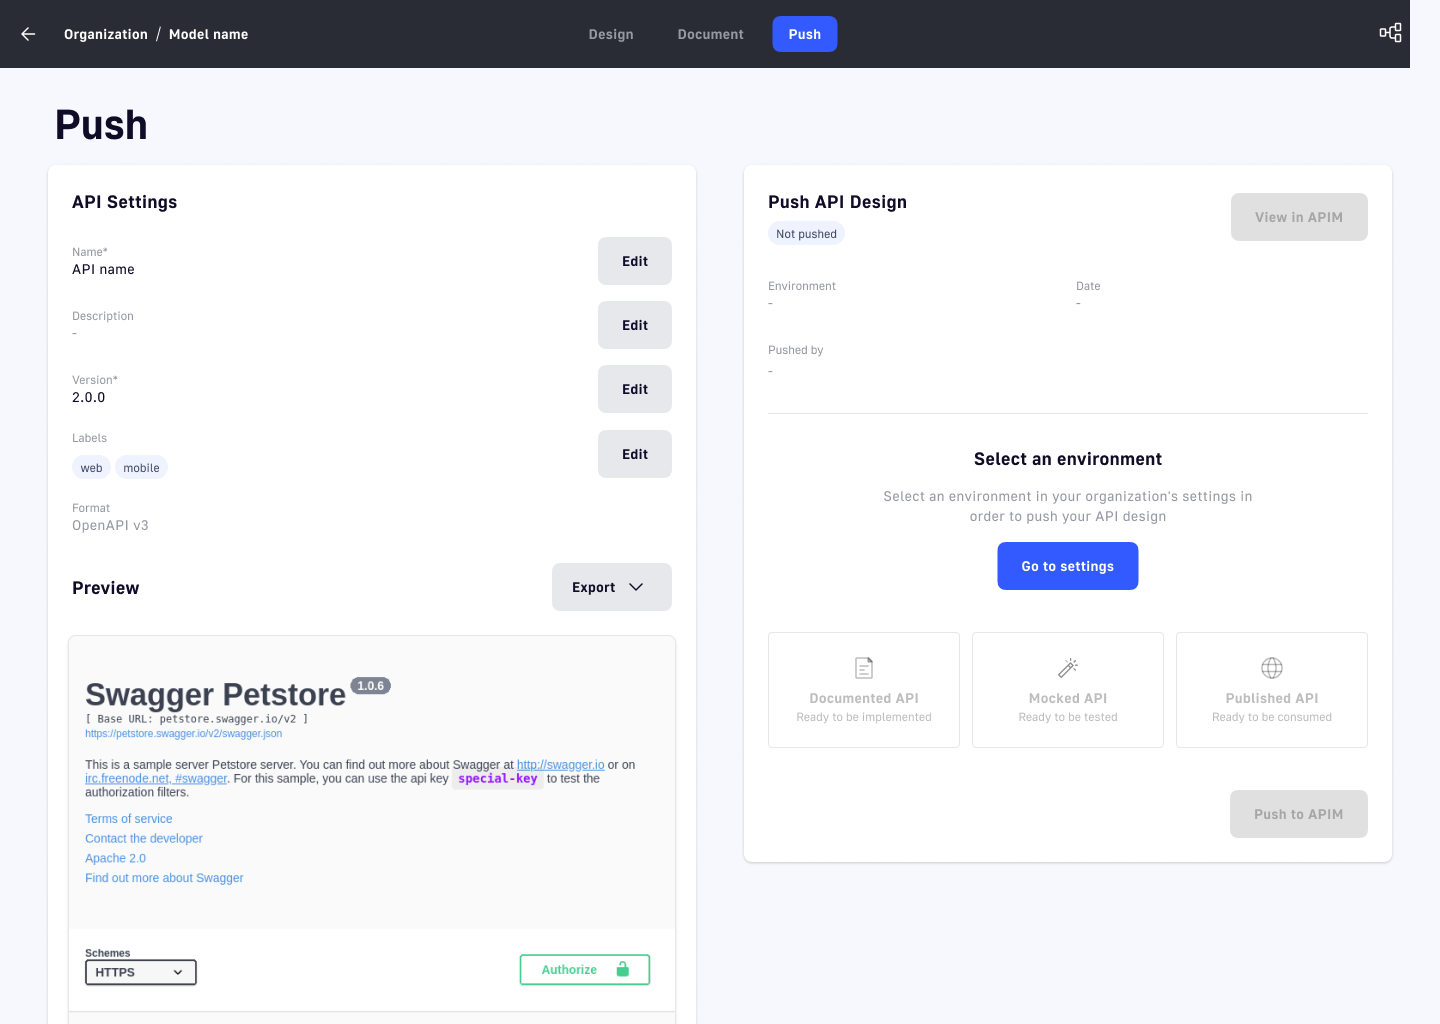 Organization / Model name
Design
Document
Push
Push
API Settings
Name*
API name
Edit
Description
-
Edit
Version*
2.0.0
Edit
Labels
web
mobile
Edit
Format
OpenAPI v3
Preview
Export
Swagger Petstore 1.0.6
[ Base URL: petstore.swagger.io/v2 ]
https://petstore.swagger.io/v2/swagger.json
This is a sample server Petstore server. You can find out more about Swagger at http://swagger.io or on
irc.freenode.net, #swagger. For this sample, you can use the api key special-key to test the
authorization filters.
Terms of service
Contact the developer
Apache 2.0
Find out more about Swagger
Schemes
HTTPS
Authorize
Push API Design
Not pushed
View in APIM
Environment
-
Date
-
Pushed by
-
Select an environment
Select an environment in your organization's settings in
order to push your API design
Go to settings
Documented API
Ready to be implemented
Mocked API
Ready to be tested
Published API
Ready to be consumed
Push to APIM